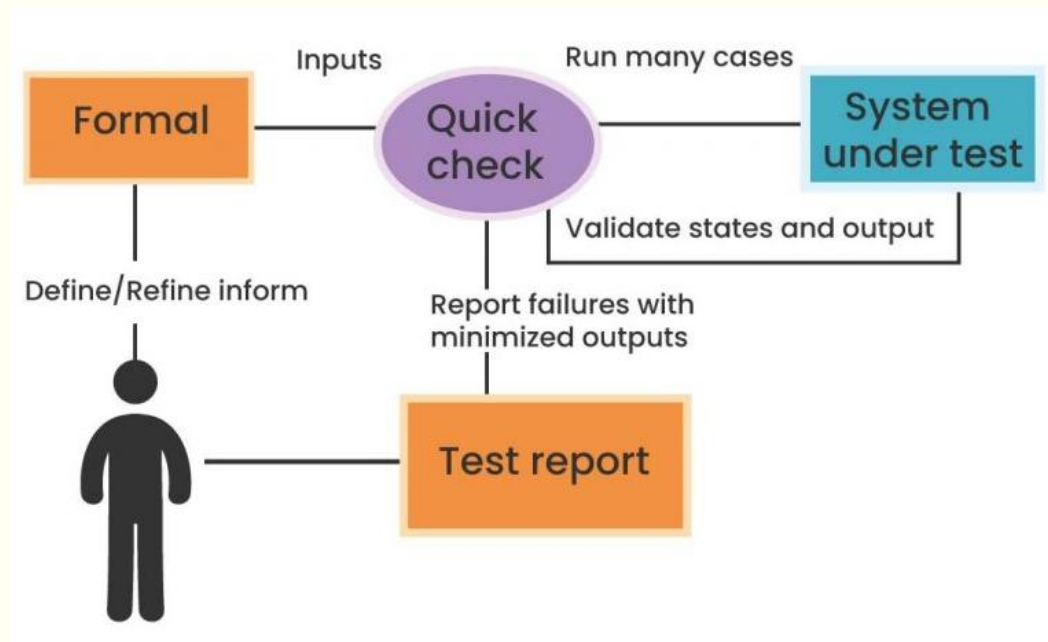 Inputs
Run many cases
Formal
Quick
check
System
under test
Validate states and output
Define/Refine inform
Report failures with
minimized outputs
Test report